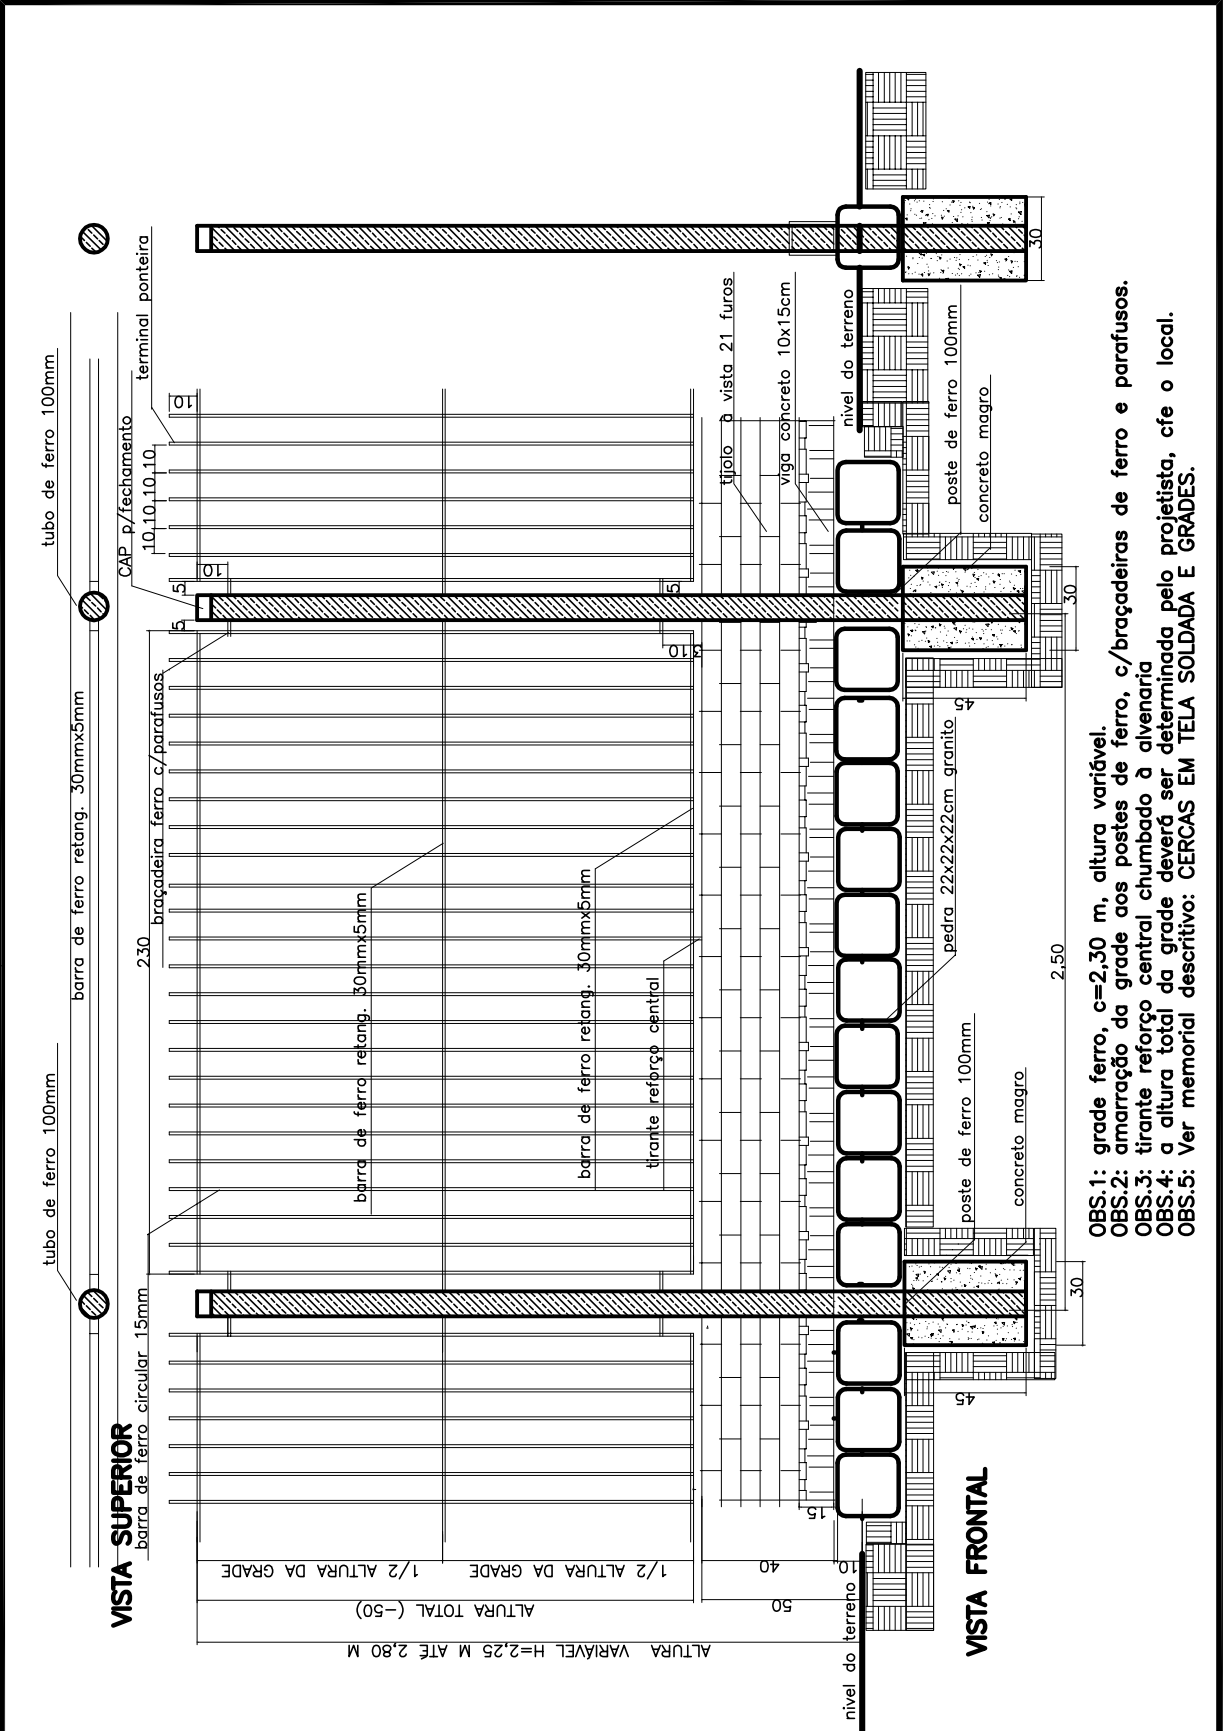 tubo de ferro 100mm
barra de ferro retang. 30mmx5mm
tubo de ferro 100mm
VISTA SUPERIOR
barra de ferro circular 15mm
230
braçadeira ferro c/parafusos
CAP p/fechamento
terminal ponteira
10,10,10,10
10
10
5
5
5
10
3
barra de ferro retang. 30mmx5mm
barra de ferro retang. 30mmx5mm
tirante reforço central
tijolo à vista 21 furos
viga concreto 10x15cm
nivel do terreno
1/2 ALTURA DA GRADE
1/2 ALTURA DA GRADE
ALTURA TOTAL (-50)
ALTURA VARIÁVEL H=2,25 M ATÉ 2,80 M
40
10
50
15
nivel do terreno
pedra 22x22x22cm granito
poste de ferro 100mm
concreto magro
poste de ferro 100mm
concreto magro
45
30
45
30
30
2,50
VISTA FRONTAL
OBS.1: grade ferro, c=2,30 m, altura variável.
OBS.2: amarração da grade aos postes de ferro, c/braçadeiras de ferro e parafusos.
OBS.3: tirante reforço central chumbado à alvenaria
OBS.4: a altura total da grade deverá ser determinada pelo projetista, cfe o local.
OBS.5: Ver memorial descritivo: CERCAS EM TELA SOLDADA E GRADES.